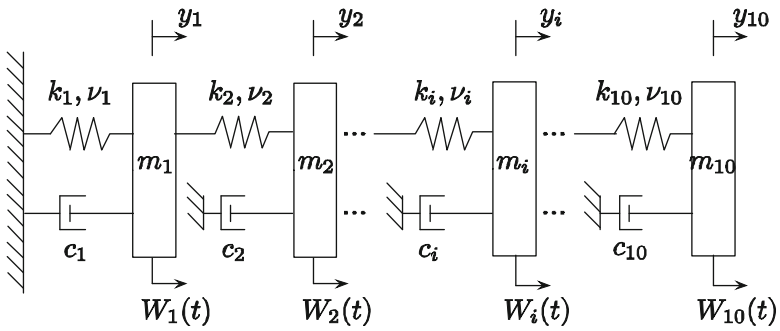 y₁ y₂ yᵢ y₁₀
k₁, ν₁ k₂, ν₂ kᵢ, νᵢ k₁₀, ν₁₀
... ...
m₁ m₂ mᵢ m₁₀
... ...
c₁ c₂ cᵢ c₁₀
W₁(t) W₂(t) Wᵢ(t) W₁₀(t)